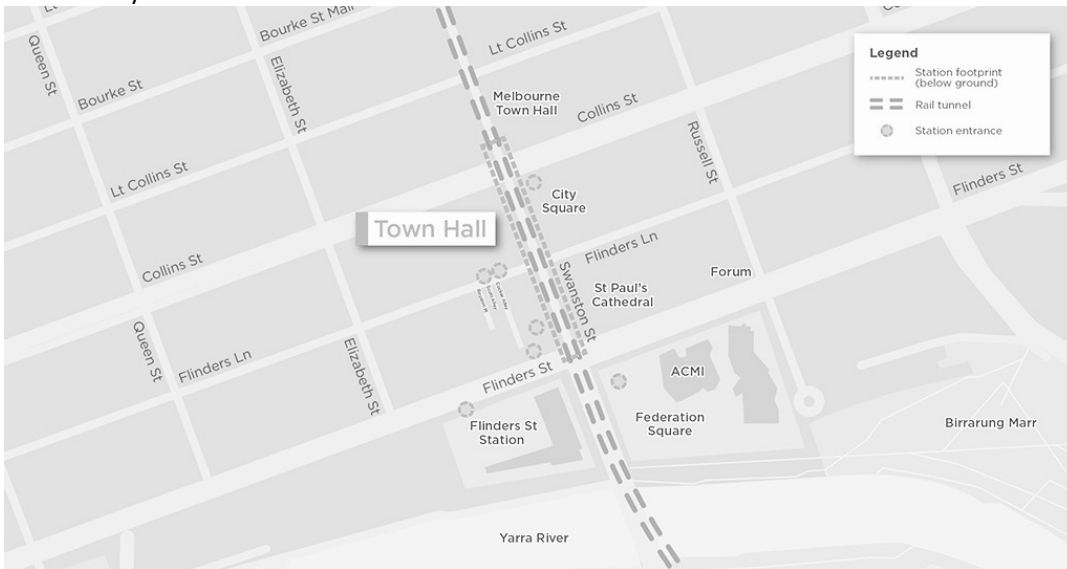 Lt
Bourke St Mall
Lt Collins St
Queen St
Bourke St
Elizabeth St
Legend
Station footprint
(below ground)
Rail tunnel
Station entrance
Melbourne
Town Hall
Collins St
Russell St
Flinders St
Lt Collins St
City
Square
Town Hall
Flinders Ln
Collins St
Swanston St
St Paul's
Cathedral
Forum
Queen St
Flinders Ln
Elizabeth St
Flinders St
ACMI
Flinders St
Station
Federation
Square
Birrarung Marr
Yarra River